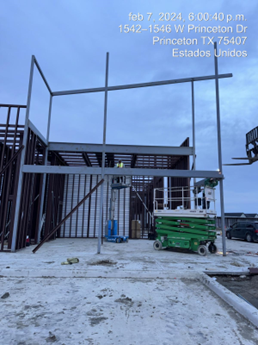 feb 7, 2024, 6:00:40 p.m.
1542–1546 W Princeton Dr
Princeton TX 75407
Estados Unidos